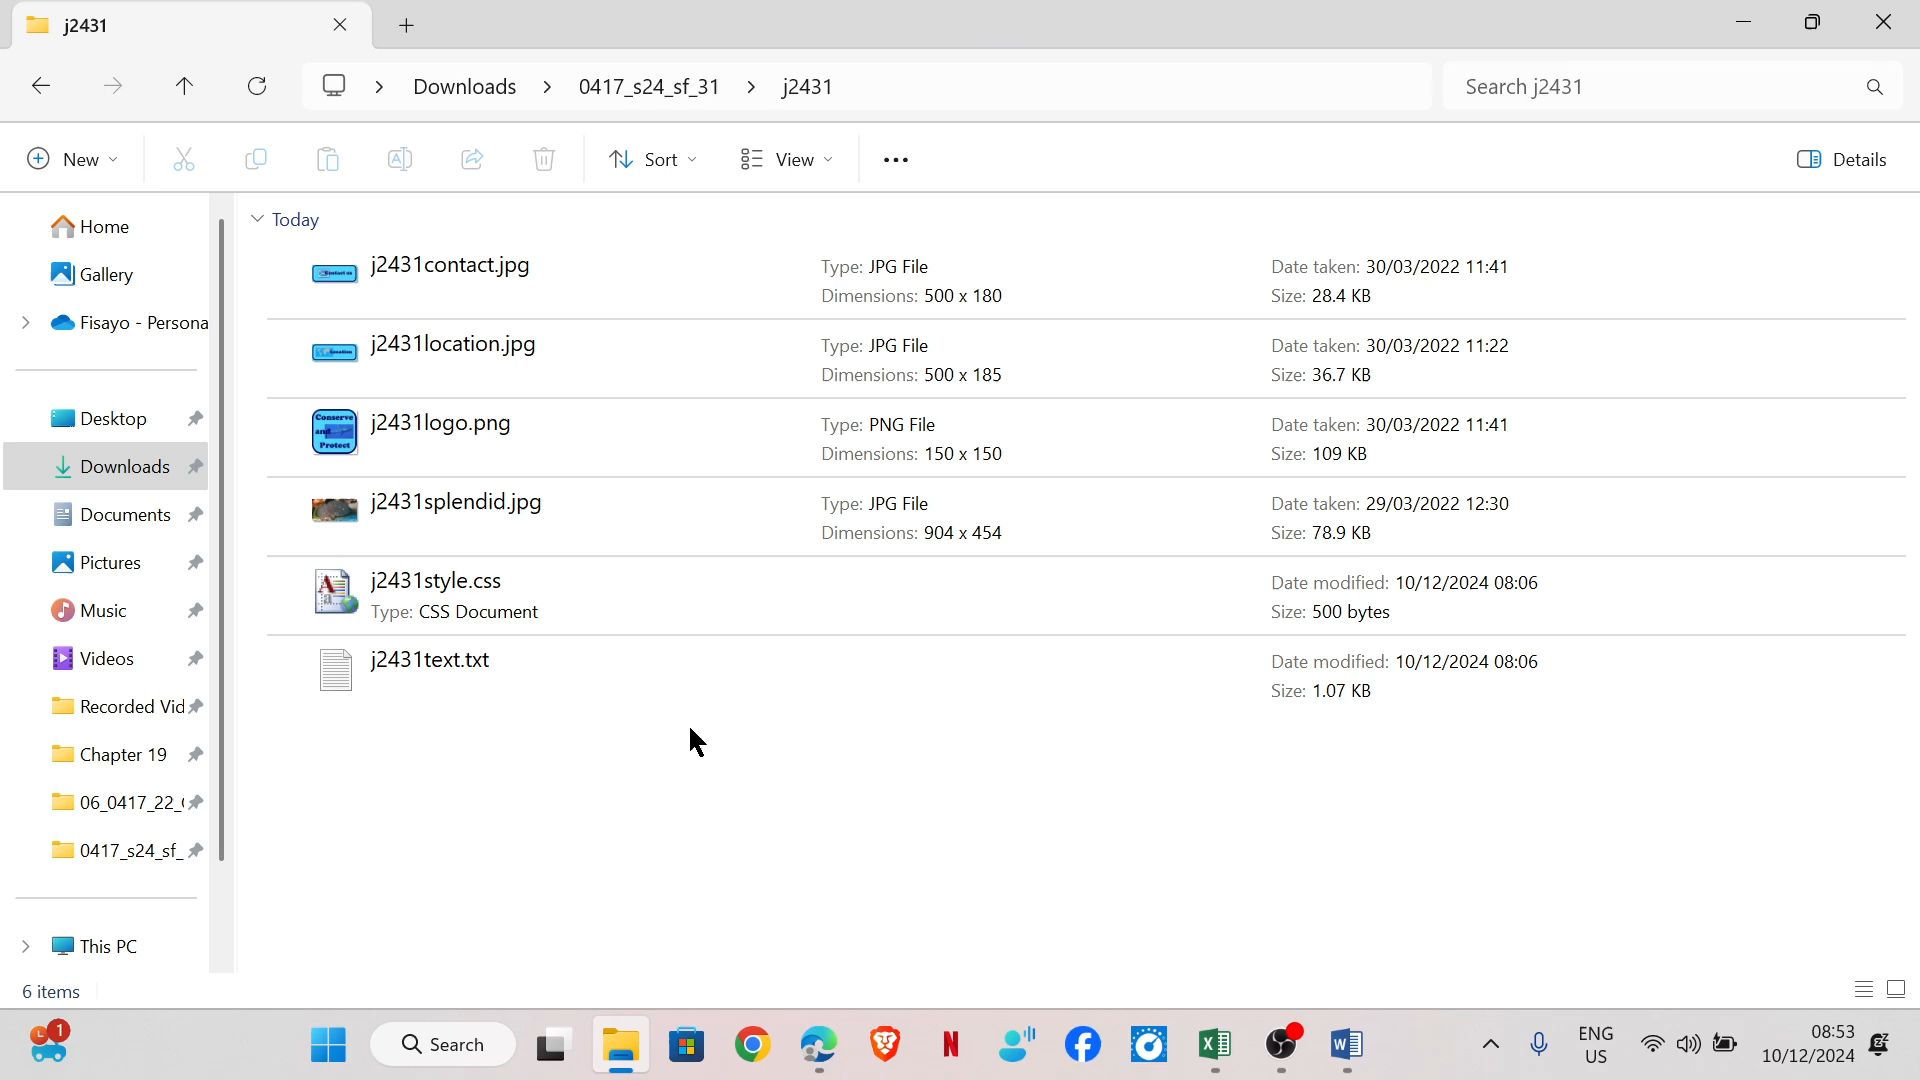 j2431
Downloads > 0417_s24_sf_31 > j2431
Search j2431
New
Sort
View
Details
Home
Gallery
Fisayo - Persona
Desktop
Downloads
Documents
Pictures
Music
Videos
Recorded Vid
Chapter 19
06_0417_22_(
0417_s24_sf_
This PC
Today
j2431contact.jpg
Type: JPG File
Dimensions: 500 x 180
Date taken: 30/03/2022 11:41
Size: 28.4 KB
Contact us
j2431location.jpg
Type: JPG File
Dimensions: 500 x 185
Date taken: 30/03/2022 11:22
Size: 36.7 KB
Location
j2431logo.png
Type: PNG File
Dimensions: 150 x 150
Date taken: 30/03/2022 11:41
Size: 109 KB
Conserve
and
Protect
j2431splendid.jpg
Type: JPG File
Dimensions: 904 x 454
Date taken: 29/03/2022 12:30
Size: 78.9 KB
j2431style.css
Type: CSS Document
Date modified: 10/12/2024 08:06
Size: 500 bytes
j2431text.txt
Date modified: 10/12/2024 08:06
Size: 1.07 KB
6 items
1
Search
ENG
US
08:53
10/12/2024